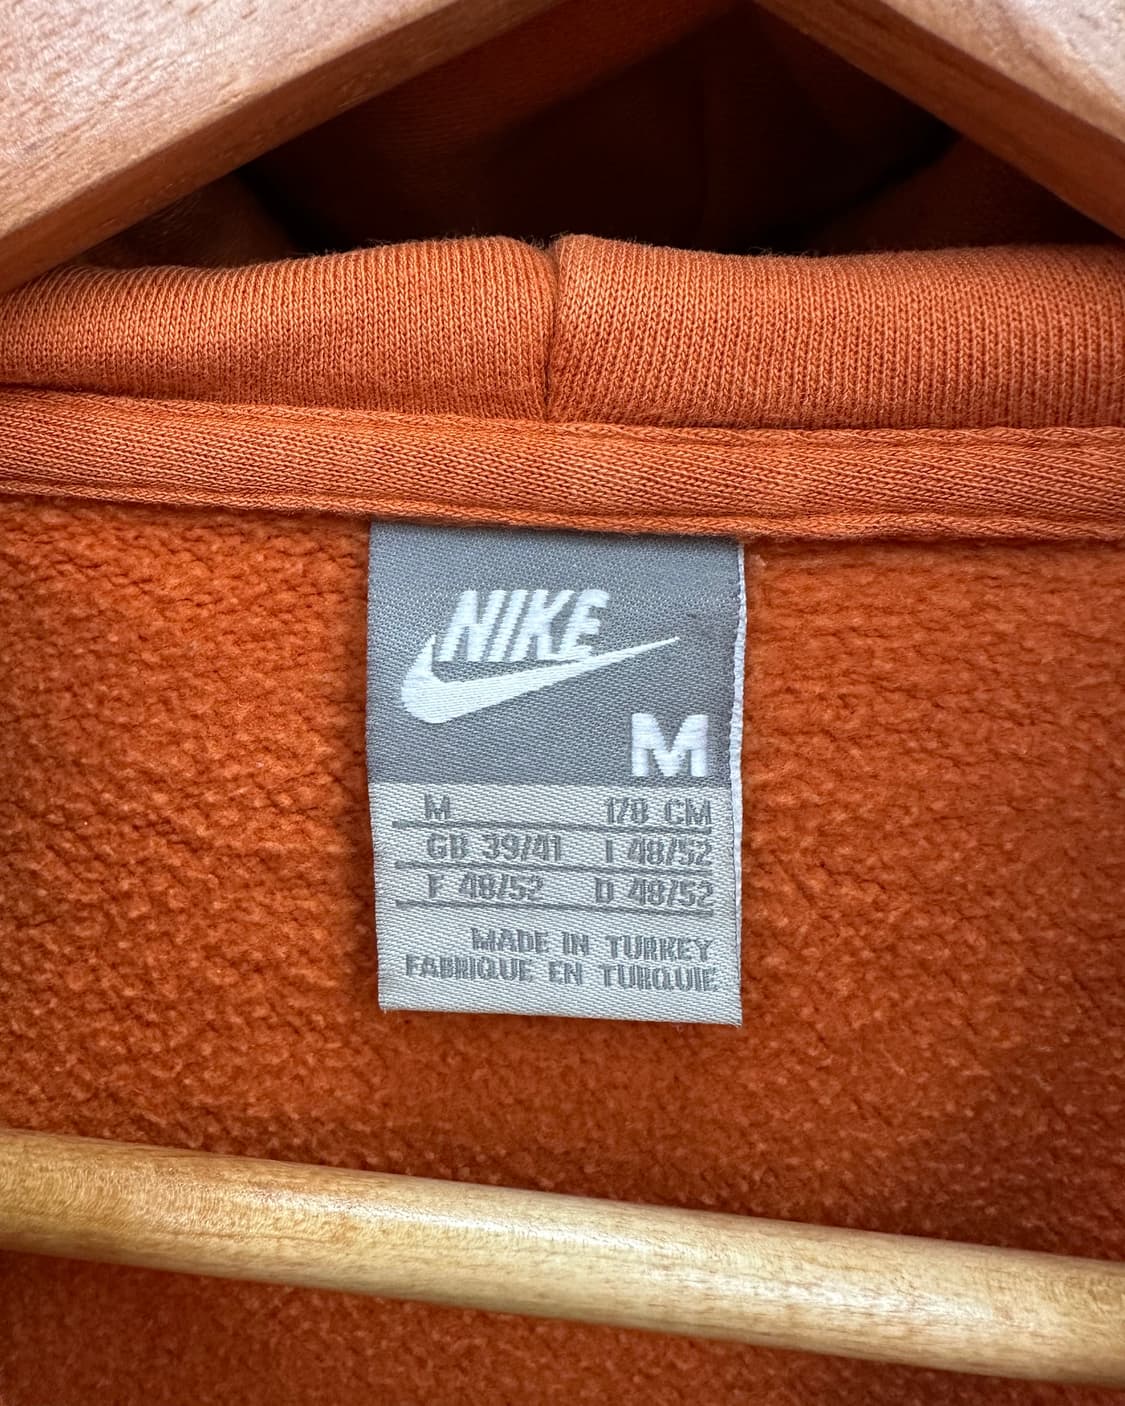 NIKE
M
M 178 CM
GB 39/41 I 48/52
F 48/52 D 48/52
MADE IN TURKEY
FABRIQUE EN TURQUIE